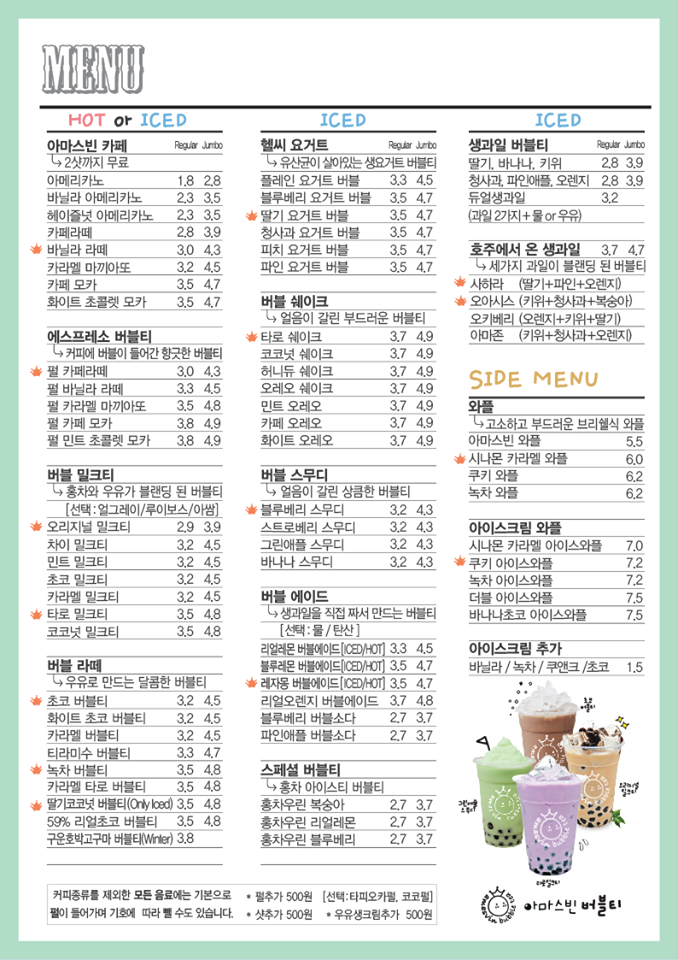 MENU
HOT or ICED
아마스빈 카페 Regular Jumbo
2샷까지 무료
아메리카노 1.8 2.8
바닐라 아메리카노 2.3 3.5
헤이즐넛 아메리카노 2.3 3.5
카페라떼 2.8 3.9
바닐라 라떼 3.0 4.3
카라멜 마끼아또 3.2 4.5
카페 모카 3.5 4.7
화이트 초콜렛 모카 3.5 4.7
에스프레소 버블티
커피에 버블이 들어간 향긋한 버블티
펄 카페라떼 3.0 4.3
펄 바닐라 라떼 3.3 4.5
펄 카라멜 마끼아또 3.5 4.8
펄 카페 모카 3.8 4.9
펄 민트 초콜렛 모카 3.8 4.9
버블 밀크티
홍차와 우유가 블랜딩 된 버블티
[선택:얼그레이/루이보스/아쌈]
오리지널 밀크티 2.9 3.9
차이 밀크티 3.2 4.5
민트 밀크티 3.2 4.5
초코 밀크티 3.2 4.5
카라멜 밀크티 3.2 4.5
타로 밀크티 3.5 4.8
코코넛 밀크티 3.5 4.8
버블 라떼
우유로 만드는 달콤한 버블티
초코 버블티 3.2 4.5
화이트 초코 버블티 3.2 4.5
카라멜 버블티 3.2 4.5
티라미수 버블티 3.3 4.7
녹차 버블티 3.5 4.8
카라멜 타로 버블티 3.5 4.8
딸기코코넛 버블티(Only Iced) 3.5 4.8
59% 리얼초코 버블티 3.5 4.8
구운호박고구마 버블티(Winter) 3.8
ICED
헬씨 요거트 Regular Jumbo
유산균이 살아있는 생요거트 버블티
플레인 요거트 버블 3.3 4.5
블루베리 요거트 버블 3.5 4.7
딸기 요거트 버블 3.5 4.7
청사과 요거트 버블 3.5 4.7
피치 요거트 버블 3.5 4.7
파인 요거트 버블 3.5 4.7
버블 쉐이크
얼음이 갈린 부드러운 버블티
타로 쉐이크 3.7 4.9
코코넛 쉐이크 3.7 4.9
허니듀 쉐이크 3.7 4.9
오레오 쉐이크 3.7 4.9
민트 오레오 3.7 4.9
카페 오레오 3.7 4.9
화이트 오레오 3.7 4.9
버블 스무디
얼음이 갈린 상큼한 버블티
블루베리 스무디 3.2 4.3
스트로베리 스무디 3.2 4.3
그린애플 스무디 3.2 4.3
바나나 스무디 3.2 4.3
버블 에이드
생과일을 직접 짜서 만드는 버블티
[선택:물 / 탄산]
리얼레몬 버블에이드[ICED/HOT] 3.3 4.5
블루레몬 버블에이드[ICED/HOT] 3.5 4.7
레자몽 버블에이드[ICED/HOT] 3.5 4.7
리얼오렌지 버블에이드 3.7 4.8
블루베리 버블소다 2.7 3.7
파인애플 버블소다 2.7 3.7
스페셜 버블티
홍차 아이스티 버블티
홍차우린 복숭아 2.7 3.7
홍차우린 리얼레몬 2.7 3.7
홍차우린 블루베리 2.7 3.7
ICED
생과일 버블티 Regular Jumbo
딸기, 바나나, 키위 2.8 3.9
청사과, 파인애플, 오렌지 2.8 3.9
듀얼생과일 3.2
(과일 2가지 + 물 or 우유)
호주에서 온 생과일 3.7 4.7
세가지 과일이 블랜딩 된 버블티
사하라 (딸기+파인+오렌지)
오아시스 (키위+청사과+복숭아)
오키베리 (오렌지+키위+딸기)
아마존 (키위+청사과+오렌지)
SIDE MENU
와플
고소하고 부드러운 브리쉘식 와플
아마스빈 와플 5.5
시나몬 카라멜 와플 6.0
쿠키 와플 6.2
녹차 와플 6.2
아이스크림 와플
시나몬 카라멜 아이스와플 7.0
쿠키 아이스와플 7.2
녹차 아이스와플 7.2
더블 아이스와플 7.5
바나나초코 아이스와플 7.5
아이스크림 추가
바닐라 / 녹차 / 쿠앤크 / 초코 1.5
초코
버블티
오리지널
밀크티
그린애플
스무디
타로밀크티
커피종류를 제외한 모든 음료에는 기본으로
펄이 들어가며 기호에 따라 뺄 수도 있습니다.
* 펄추가 500원 [선택:타피오카펄, 코코펄]
* 샷추가 500원 * 우유생크림추가 500원
amasvin bubble tea
아마스빈 버블티